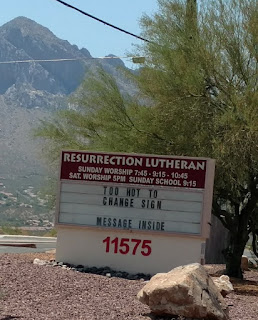 RESURRECTION LUTHERAN
SUNDAY WORSHIP 7:45 - 9:15 - 10:45
SAT. WORSHIP 5PM SUNDAY SCHOOL 9:15
TOO HOT TO
CHANGE SIGN
MESSAGE INSIDE
11575